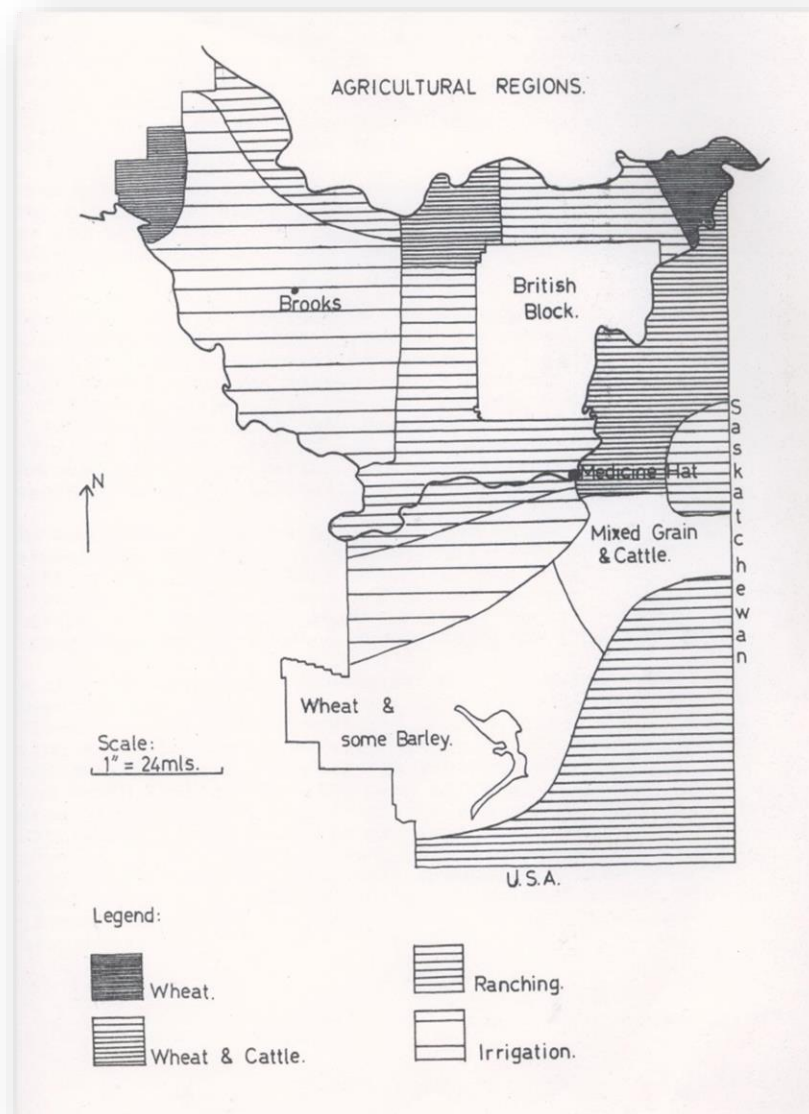 AGRICULTURAL REGIONS.
Brooks
British
Block.
Saskatchewan
N
Medicine Hat
Mixed Grain
& Cattle.
Wheat &
some Barley.
Scale:
1" = 24mls.
U.S.A.
Legend:
Wheat.
Ranching.
Wheat & Cattle.
Irrigation.